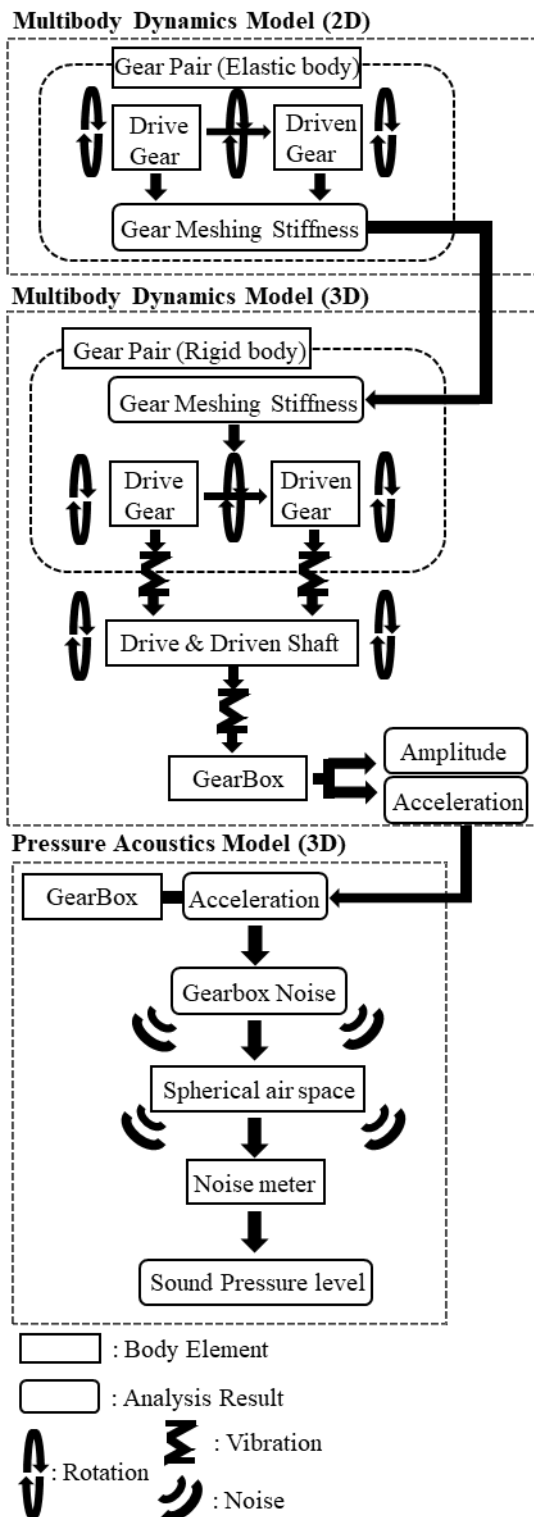 Multibody Dynamics Model (2D)
Gear Pair (Elastic body)
Drive
Gear
Driven
Gear
Gear Meshing Stiffness
Multibody Dynamics Model (3D)
Gear Pair (Rigid body)
Gear Meshing Stiffness
Drive
Gear
Driven
Gear
Drive & Driven Shaft
GearBox
Amplitude
Acceleration
Pressure Acoustics Model (3D)
GearBox
Acceleration
Gearbox Noise
Spherical air space
Noise meter
Sound Pressure level
: Body Element
: Analysis Result
: Rotation
: Vibration
: Noise